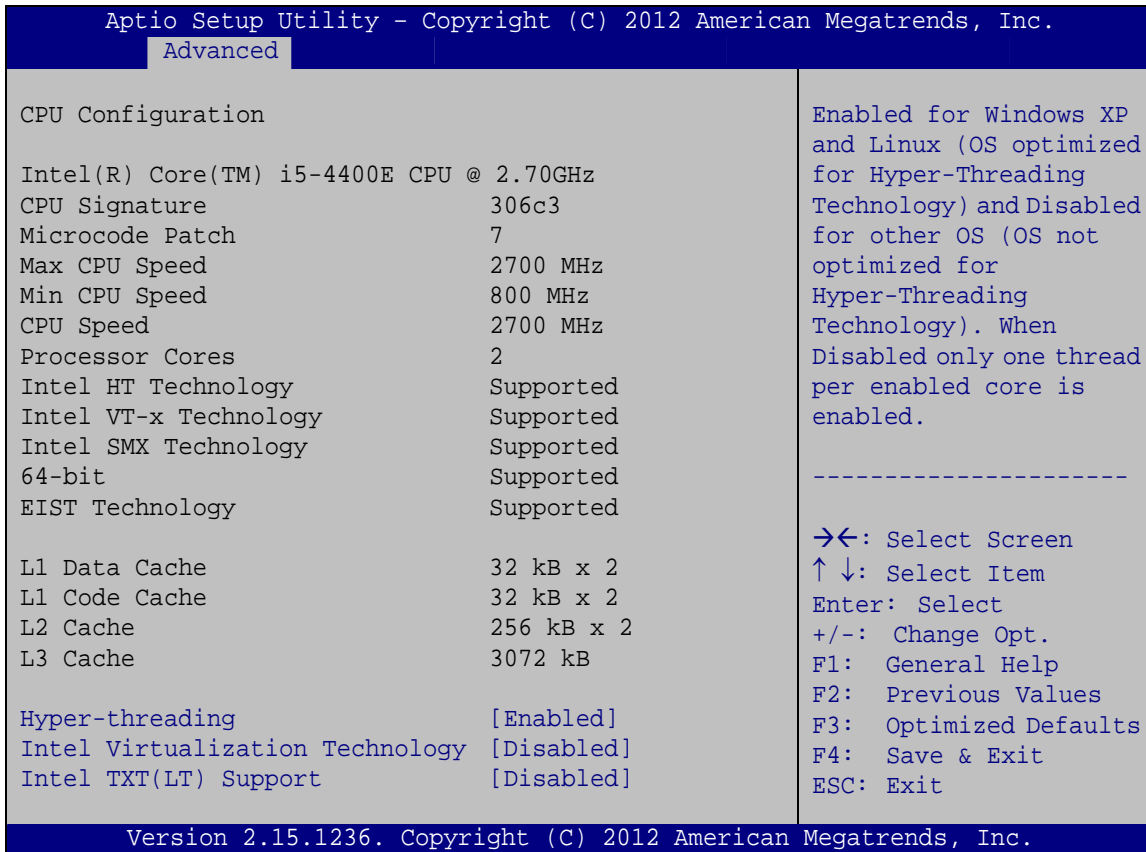 Aptio Setup Utility – Copyright (C) 2012 American Megatrends, Inc.
Advanced
CPU Configuration
Intel(R) Core(TM) i5-4400E CPU @ 2.70GHz
CPU Signature 306c3
Microcode Patch 7
Max CPU Speed 2700 MHz
Min CPU Speed 800 MHz
CPU Speed 2700 MHz
Processor Cores 2
Intel HT Technology Supported
Intel VT-x Technology Supported
Intel SMX Technology Supported
64-bit Supported
EIST Technology Supported
L1 Data Cache 32 kB x 2
L1 Code Cache 32 kB x 2
L2 Cache 256 kB x 2
L3 Cache 3072 kB
Hyper-threading [Enabled]
Intel Virtualization Technology [Disabled]
Intel TXT(LT) Support [Disabled]
Enabled for Windows XP
and Linux (OS optimized
for Hyper-Threading
Technology) and Disabled
for other OS (OS not
optimized for
Hyper-Threading
Technology). When
Disabled only one thread
per enabled core is
enabled.
----------------------
→←: Select Screen
↑ ↓: Select Item
Enter: Select
+/-: Change Opt.
F1: General Help
F2: Previous Values
F3: Optimized Defaults
F4: Save & Exit
ESC: Exit
Version 2.15.1236. Copyright (C) 2012 American Megatrends, Inc.